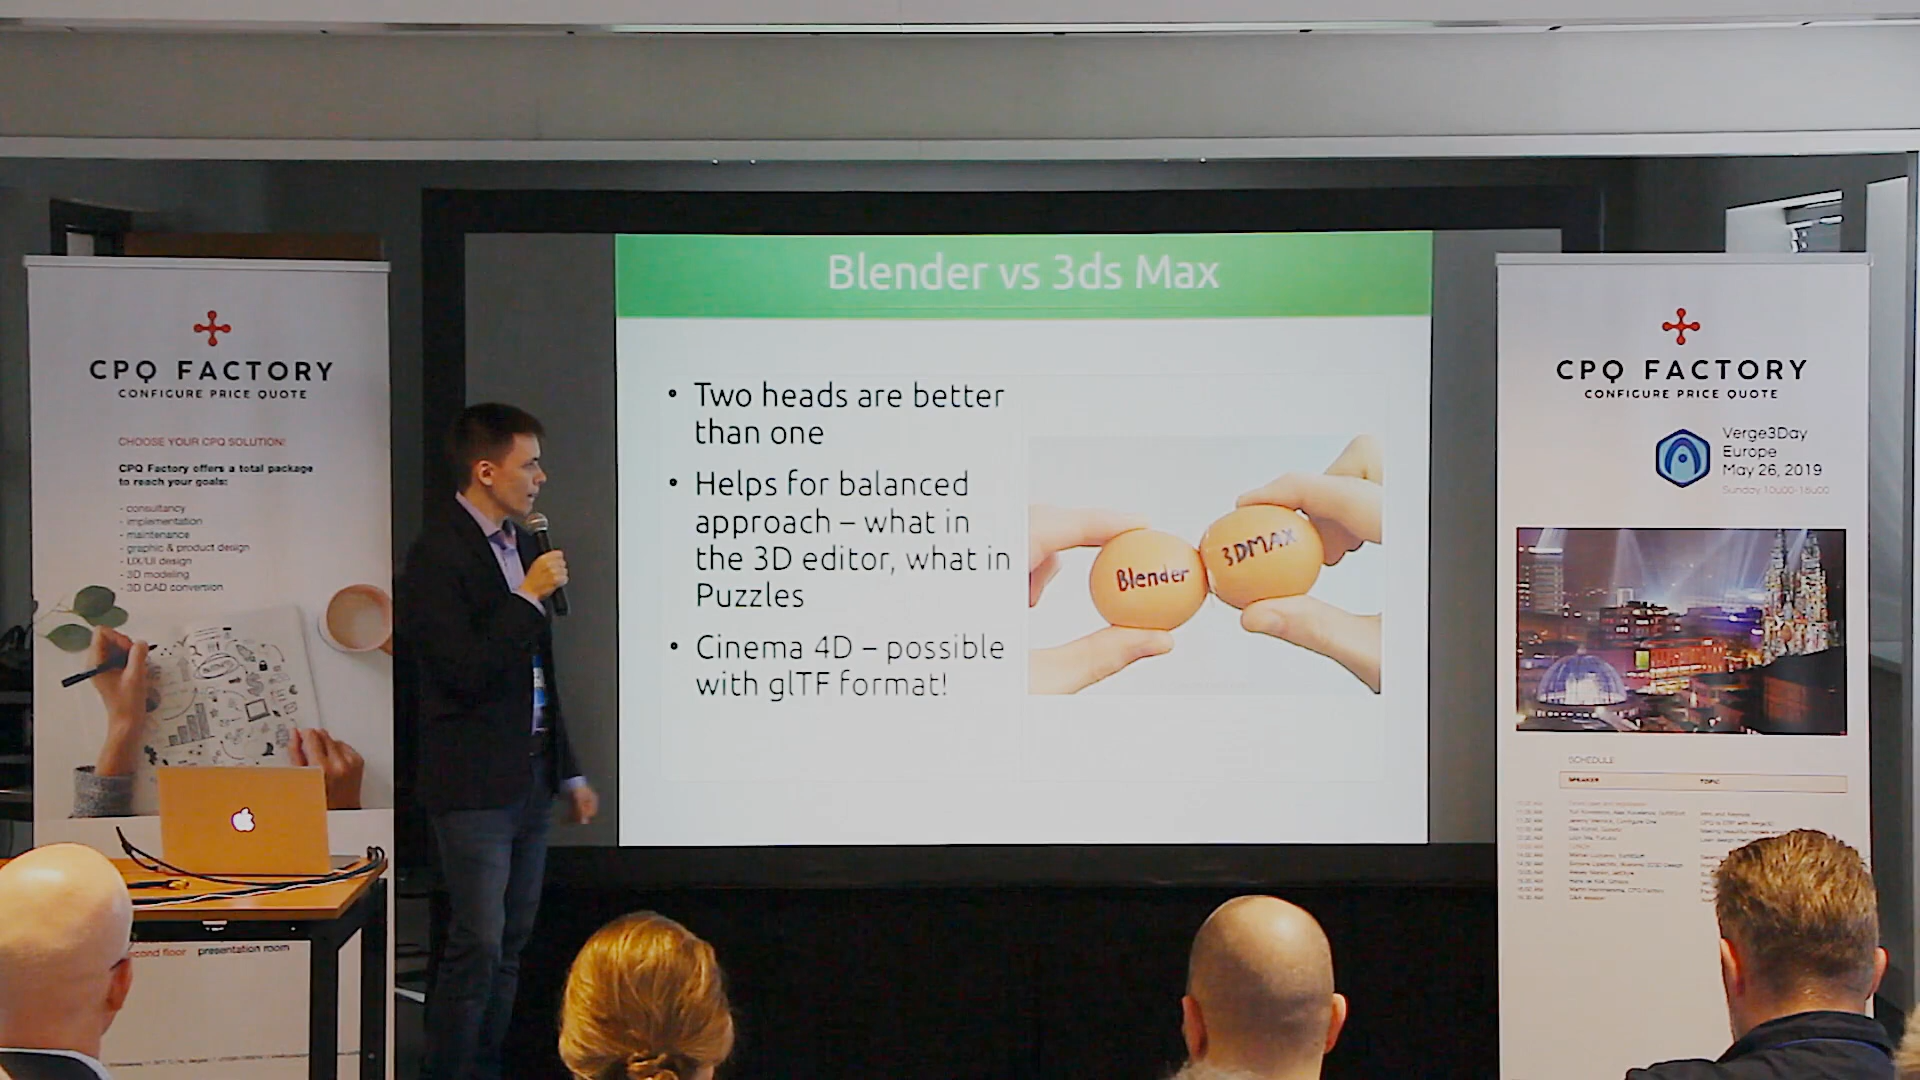 CPQ FACTORY
CONFIGURE PRICE QUOTE
CHOOSE YOUR CPQ SOLUTION!
CPQ Factory offers a total package
to reach your goals:
- consultancy
- implementation
- maintenance
- graphic & product design
- UX/UI design
- 3D modeling
- 3D CAD conversion
floor presentation room
Blender vs 3ds Max
• Two heads are better
than one
• Helps for balanced
approach – what in
the 3D editor, what in
Puzzles
• Cinema 4D – possible
with glTF format!
Blender
3DMAX
CPQ FACTORY
CONFIGURE PRICE QUOTE
Verge3Day
Europe
May 26, 2019
Sunday 10u00-18u00
SCHEDULE
SPEAKER TOPIC